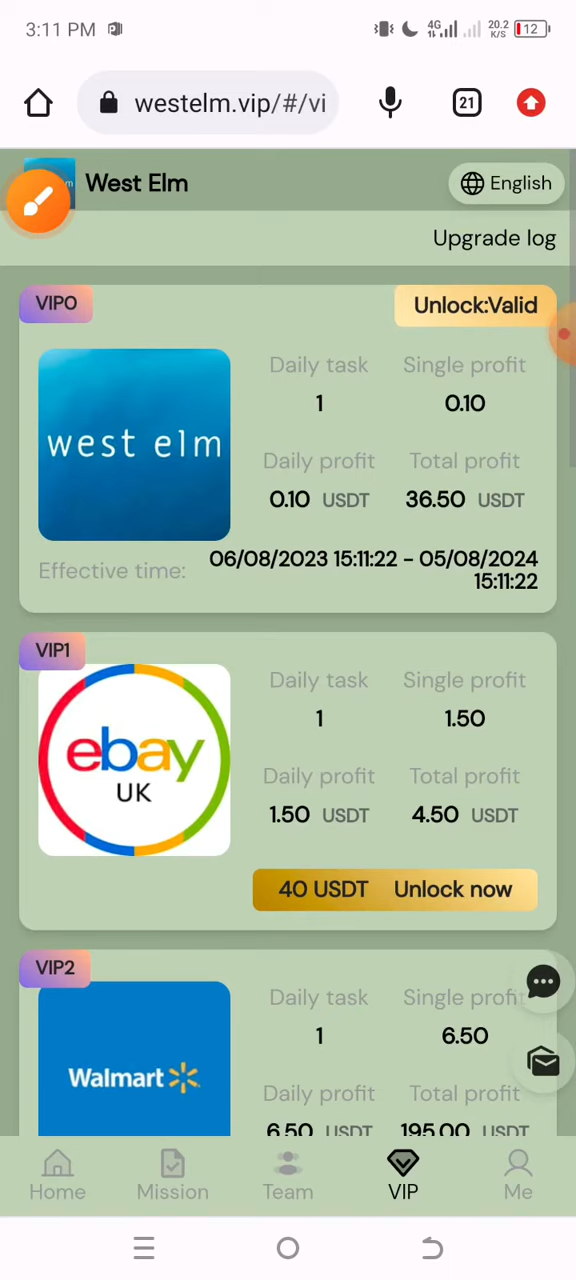 3:11 PM
4G
20.2
K/S
12
westelm.vip/#/vi
21
West Elm
English
Upgrade log
VIP0
Unlock:Valid
west elm
Daily task
Single profit
1
0.10
Daily profit
Total profit
0.10 USDT
36.50 USDT
Effective time:
06/08/2023 15:11:22 - 05/08/2024
15:11:22
VIP1
ebay
UK
Daily task
Single profit
1
1.50
Daily profit
Total profit
1.50 USDT
4.50 USDT
40 USDT Unlock now
VIP2
Walmart
Daily task
Single profit
1
6.50
Daily profit
Total profit
6.50 USDT
195.00 USDT
Home
Mission
Team
VIP
Me